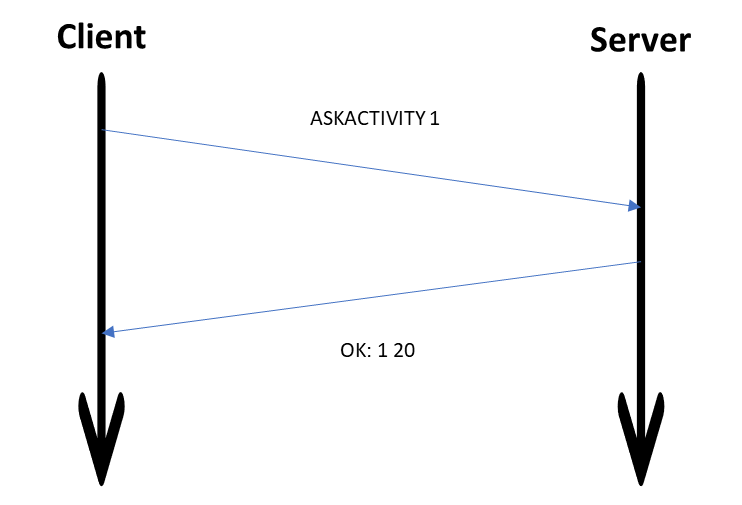 Client
Server
ASKACTIVITY 1
OK: 1 20